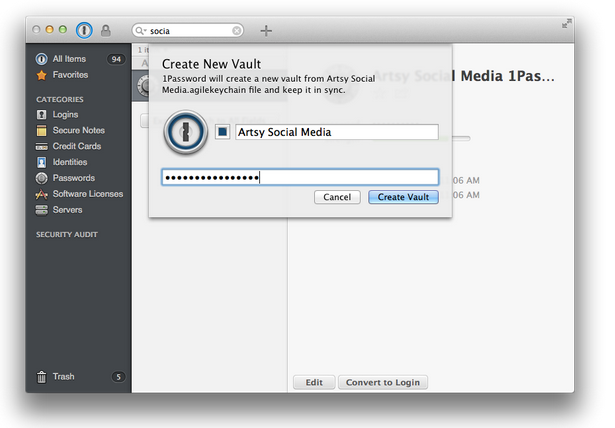 socia
All Items 94
Favorites
CATEGORIES
Logins
Secure Notes
Credit Cards
Identities
Passwords
Software Licenses
Servers
SECURITY AUDIT
Trash 5
Create New Vault
1Password will create a new vault from Artsy Social
Media.agilekeychain file and keep it in sync.
Artsy Social Media
Cancel
Create Vault
Artsy Social Media 1Pas...
06 AM
06 AM
Edit
Convert to Login